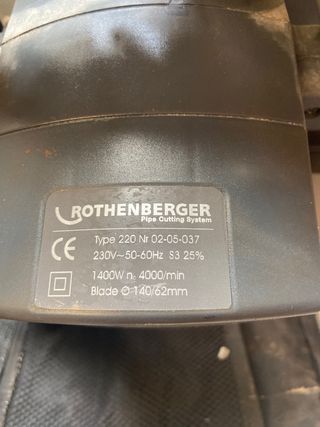 ROTHENBERGER
Pipe Cutting System
Type 220 Nr 02-05-037
230V~50-60Hz S3 25%
1400W n₀ 4000/min
Blade Ø 140/62mm